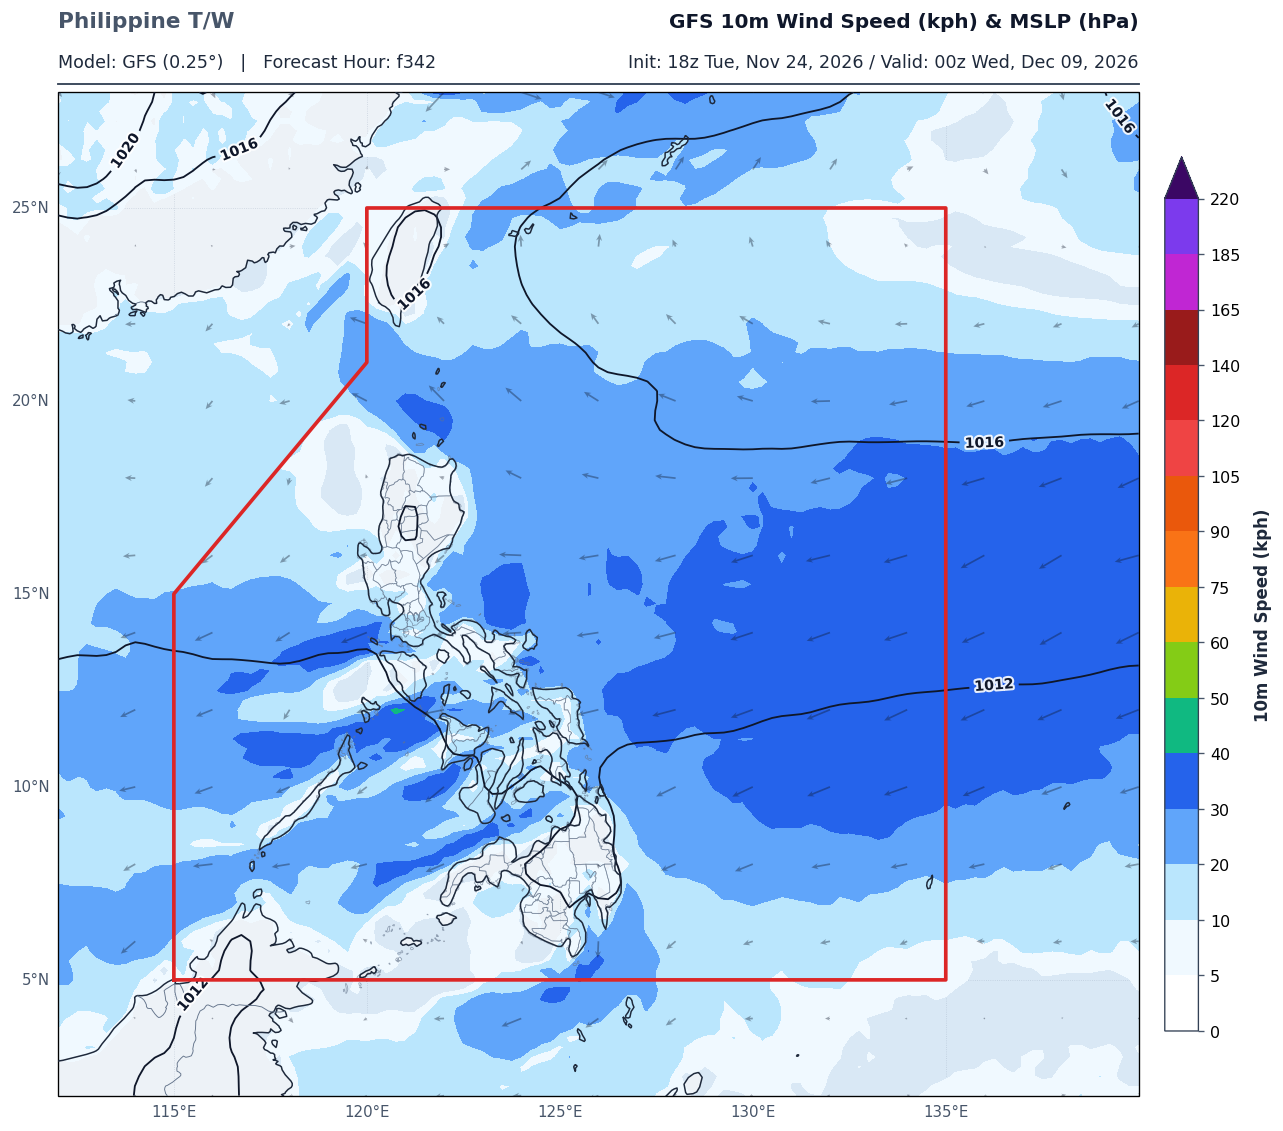 Philippine T/W
GFS 10m Wind Speed (kph) & MSLP (hPa)
Model: GFS (0.25°)   |   Forecast Hour: f342
Init: 18z Tue, Nov 24, 2026 / Valid: 00z Wed, Dec 09, 2026
1020
1016
1016
1016
1016
1012
1012
25°N
20°N
15°N
10°N
5°N
115°E
120°E
125°E
130°E
135°E
220
185
165
140
120
105
90
75
60
50
40
30
20
10
5
0
10m Wind Speed (kph)